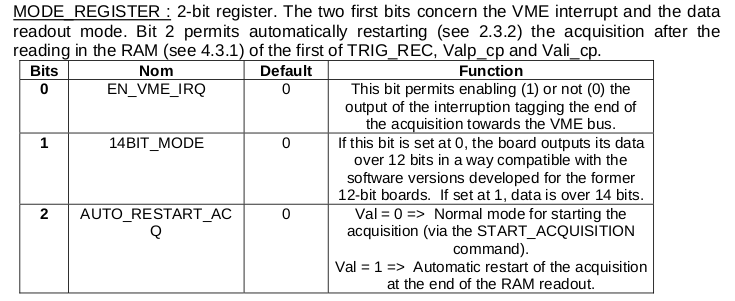 MODE_REGISTER : 2-bit register. The two first bits concern the VME interrupt and the data
readout mode. Bit 2 permits automatically restarting (see 2.3.2) the acquisition after the
reading in the RAM (see 4.3.1) of the first of TRIG_REC, Valp_cp and Vali_cp.
Bits Nom Default Function
0 EN_VME_IRQ 0 This bit permits enabling (1) or not (0) the
output of the interruption tagging the end of
the acquisition towards the VME bus.
1 14BIT_MODE 0 If this bit is set at 0, the board outputs its data
over 12 bits in a way compatible with the
software versions developed for the former
12-bit boards. If set at 1, data is over 14 bits.
2 AUTO_RESTART_AC 0 Val = 0 => Normal mode for starting the
Q acquisition (via the START_ACQUISITION
command).
Val = 1 => Automatic restart of the acquisition
at the end of the RAM readout.